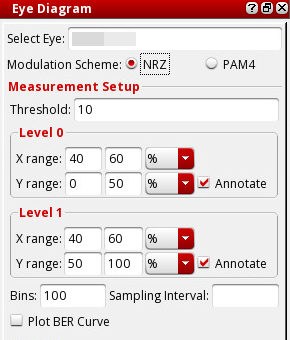 Eye Diagram
Select Eye:
Modulation Scheme: NRZ PAM4
Measurement Setup
Threshold: 10
Level 0
X range: 40 60 %
Y range: 0 50 % Annotate
Level 1
X range: 40 60 %
Y range: 50 100 % Annotate
Bins: 100 Sampling Interval:
Plot BER Curve